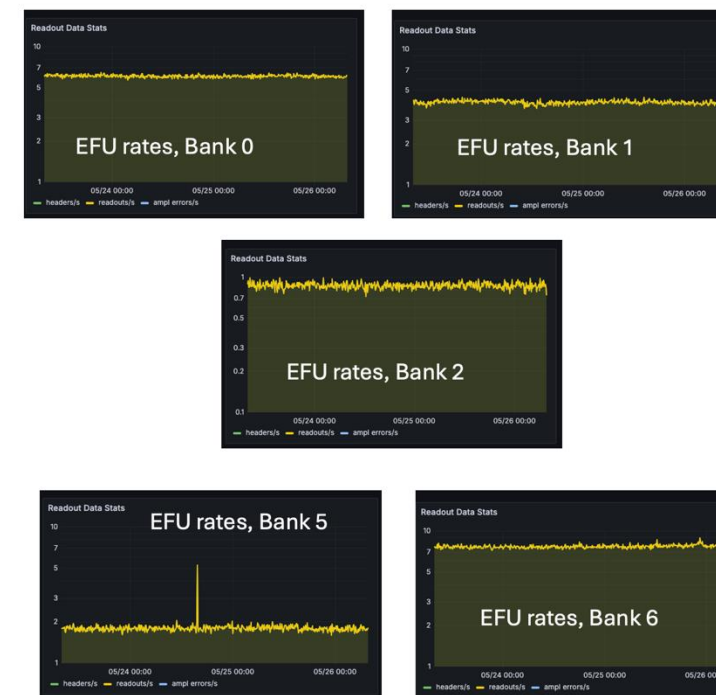 Readout Data Stats
10
7
5
3
2
1
EFU rates, Bank 0
05/24 00:00 05/25 00:00 05/26 00:00
headers/s readouts/s ampl errors/s
Readout Data Stats
10
7
5
3
2
1
EFU rates, Bank 1
05/24 00:00 05/25 00:00 05/26 00:00
headers/s readouts/s ampl errors/s
Readout Data Stats
1
0.7
0.5
0.3
0.2
0.1
EFU rates, Bank 2
05/24 00:00 05/25 00:00 05/26 00:00
headers/s readouts/s ampl errors/s
Readout Data Stats
EFU rates, Bank 5
10
7
5
3
2
1
05/24 00:00 05/25 00:00 05/26 00:00
headers/s readouts/s ampl errors/s
Readout Data Stats
10
7
5
3
2
1
EFU rates, Bank 6
05/24 00:00 05/25 00:00 05/26
headers/s readouts/s ampl errors/s